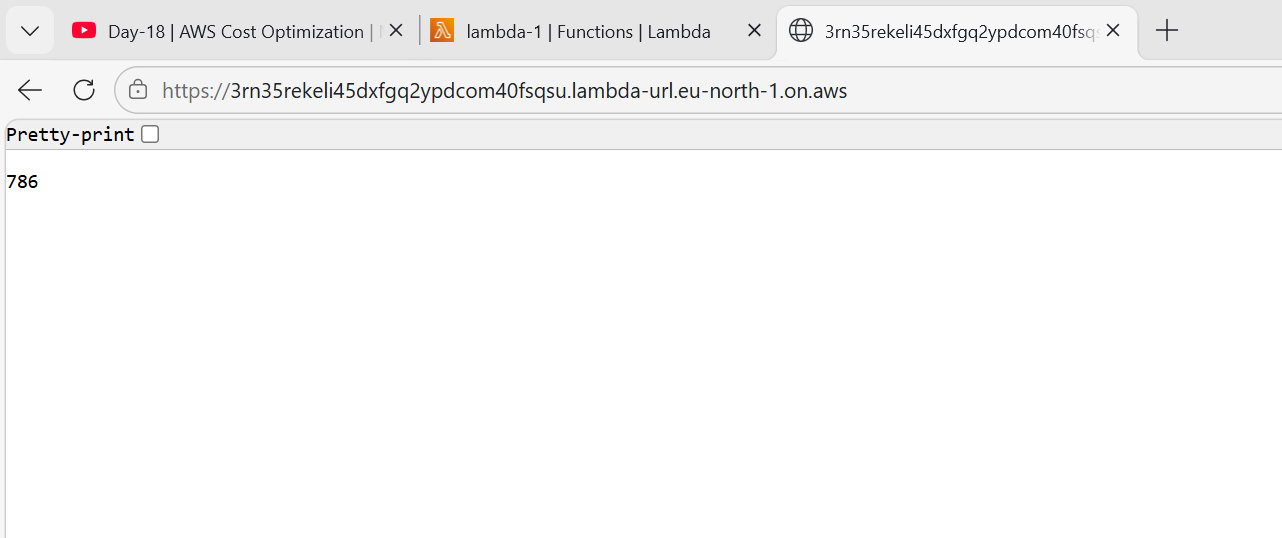 Day-18 | AWS Cost Optimization |
lambda-1 | Functions | Lambda
3rn35rekeli45dxfgq2ypdcom40fsqs
https://3rn35rekeli45dxfgq2ypdcom40fsqsu.lambda-url.eu-north-1.on.aws
Pretty-print
786